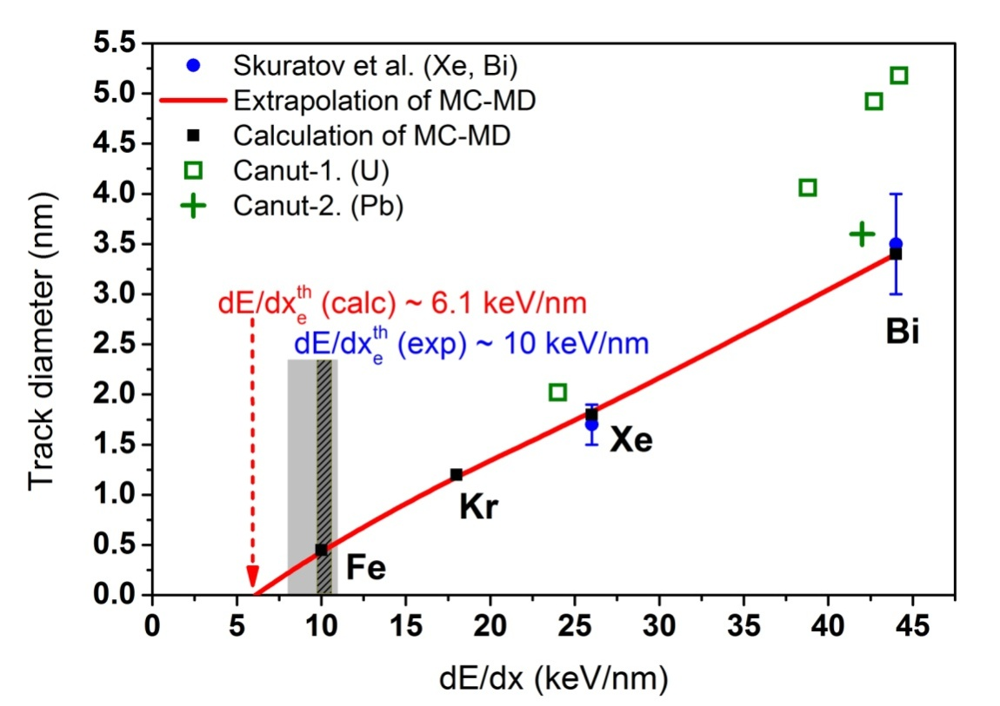 5.5
5.0
4.5
4.0
3.5
3.0
2.5
2.0
1.5
1.0
0.5
0.0
Track diameter (nm)
Skuratov et al. (Xe, Bi)
Extrapolation of MC-MD
Calculation of MC-MD
Canut-1. (U)
Canut-2. (Pb)
dE/dx_e^th (calc) ~ 6.1 keV/nm
dE/dx_e^th (exp) ~ 10 keV/nm
Bi
Xe
Kr
Fe
0 5 10 15 20 25 30 35 40 45
dE/dx (keV/nm)